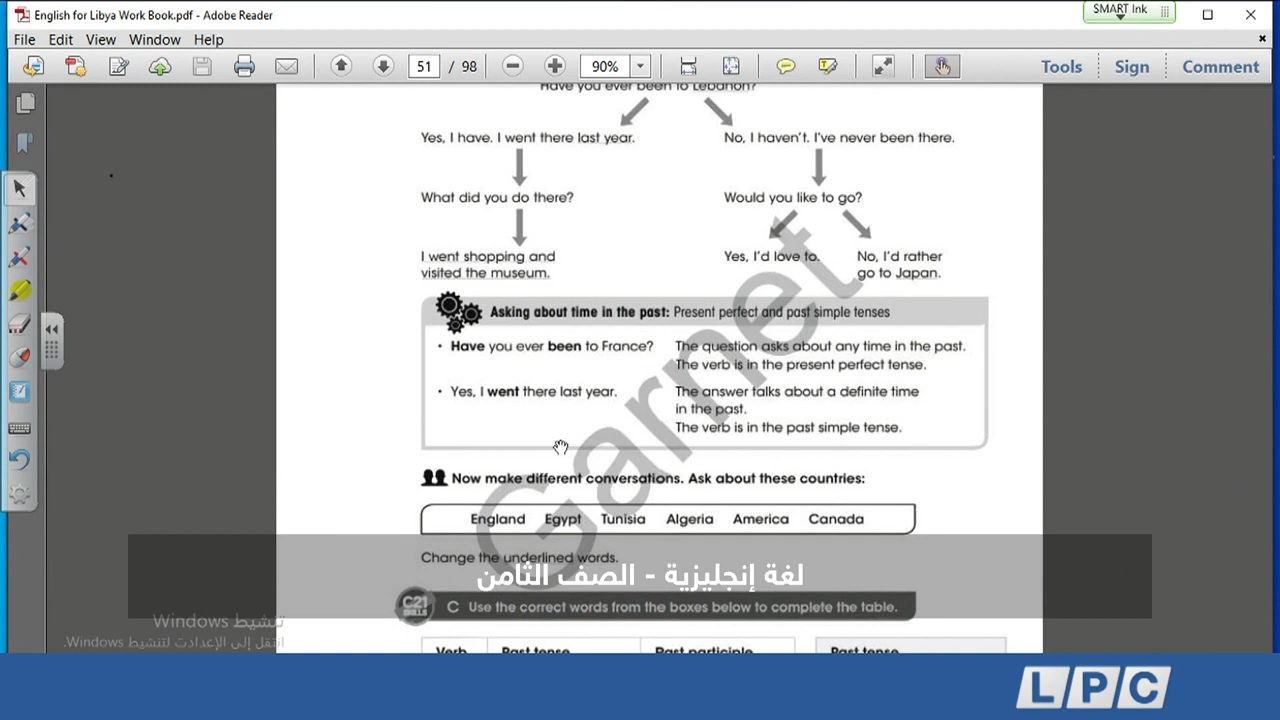 English for Libya Work Book.pdf - Adobe Reader
SMART Ink
File Edit View Window Help
51 / 98 90% Tools Sign Comment
Have you ever been to Lebanon?
Yes, I have. I went there last year. No, I haven't. I've never been there.
What did you do there? Would you like to go?
I went shopping and visited the museum. Yes, I'd love to. No, I'd rather go to Japan.
Asking about time in the past: Present perfect and past simple tenses
• Have you ever been to France? The question asks about any time in the past.
The verb is in the present perfect tense.
• Yes, I went there last year. The answer talks about a definite time
in the past.
The verb is in the past simple tense.
Now make different conversations. Ask about these countries:
England Egypt Tunisia Algeria America Canada
Change the underlined words.
لغة إنجليزية - الصف الثامن
C21 SKILLS C Use the correct words from the boxes below to complete the table.
تنشيط Windows
انتقل إلى الإعدادات لتنشيط Windows.
Verb Past tense Past participle Past tense
LPC
Garnet